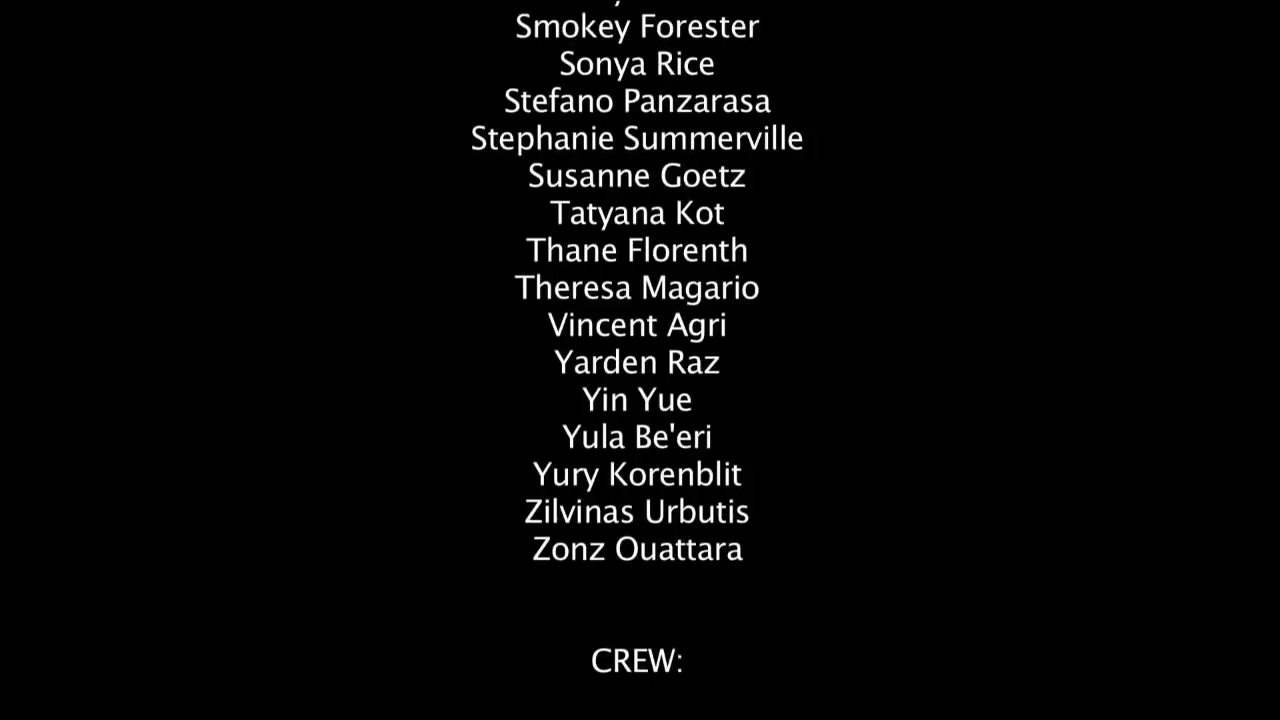 Smokey Forester
Sonya Rice
Stefano Panzarasa
Stephanie Summerville
Susanne Goetz
Tatyana Kot
Thane Florenth
Theresa Magario
Vincent Agri
Yarden Raz
Yin Yue
Yula Be'eri
Yury Korenblit
Zilvinas Urbutis
Zonz Ouattara
CREW: